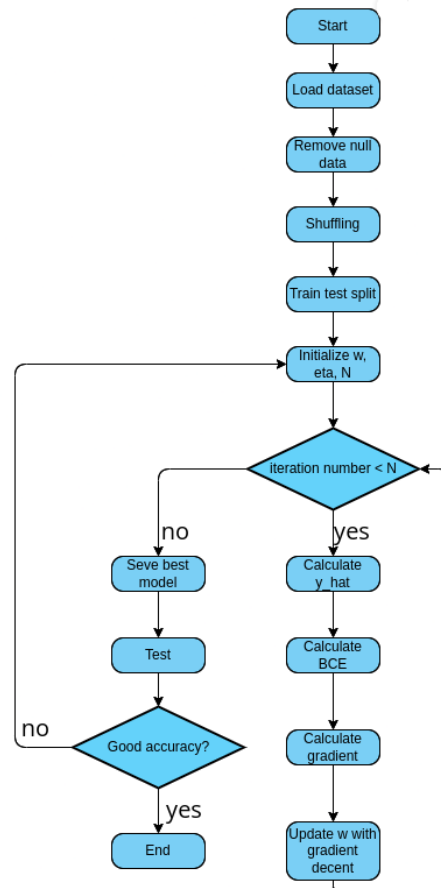 Start
Load dataset
Remove null
data
Shuffling
Train test split
Initialize w,
eta, N
iteration number < N
no
yes
Seve best
model
Calculate
y_hat
Test
Calculate
BCE
Good accuracy?
no
yes
Calculate
gradient
End
Update w with
gradient
decent